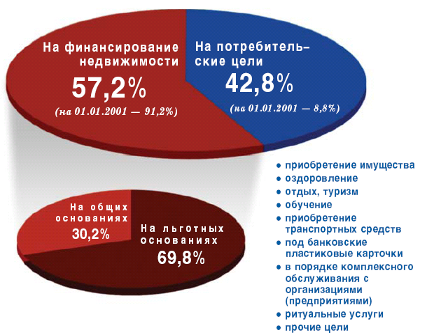 На финансирование
недвижимости
57,2%
(на 01.01.2001 — 91,2%)
На потребитель-
ские цели
42,8%
(на 01.01.2001 — 8,8%)
На общих
основаниях
30,2%
На льготных
основаниях
69,8%
• приобретение имущества
• оздоровление
• отдых, туризм
• обучение
• приобретение
транспортных средств
• под банковские
пластиковые карточки
• в порядке комплексного
обслуживания с
организациями
(предприятиями)
• ритуальные услуги
• прочие цели